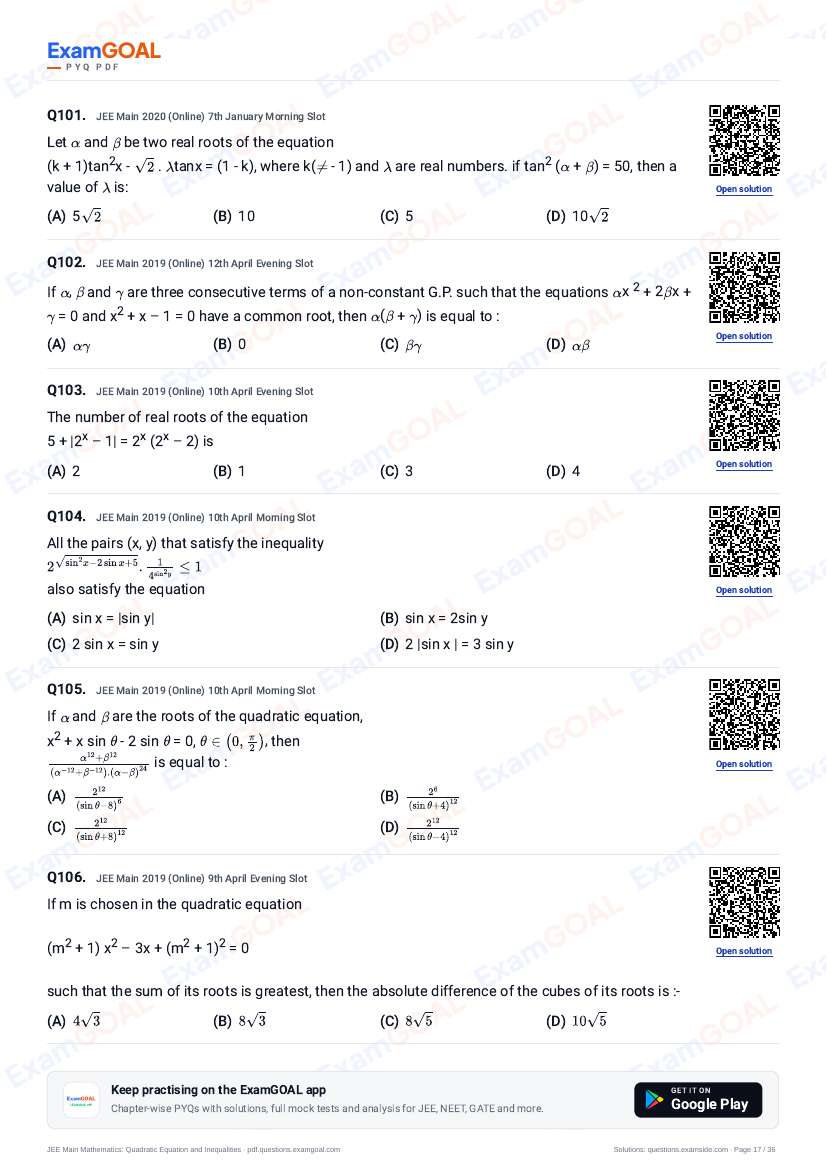 ExamGOAL
PYQ PDF
Q101. JEE Main 2020 (Online) 7th January Morning Slot
Let α and β be two real roots of the equation
(k + 1)tan²x - √2 . λtanx = (1 - k), where k(≠ - 1) and λ are real numbers. if tan² (α + β) = 50, then a
value of λ is:
(A) 5√2 (B) 10 (C) 5 (D) 10√2
Open solution
Q102. JEE Main 2019 (Online) 12th April Evening Slot
If α, β and γ are three consecutive terms of a non-constant G.P. such that the equations αx ² + 2βx +
γ = 0 and x² + x – 1 = 0 have a common root, then α(β + γ) is equal to :
(A) αγ (B) 0 (C) βγ (D) αβ
Open solution
Q103. JEE Main 2019 (Online) 10th April Evening Slot
The number of real roots of the equation
5 + |2ˣ – 1| = 2ˣ (2ˣ – 2) is
(A) 2 (B) 1 (C) 3 (D) 4
Open solution
Q104. JEE Main 2019 (Online) 10th April Morning Slot
All the pairs (x, y) that satisfy the inequality
2^√(sin²x−2 sin x+5) . 1/4^(sin²y) ≤ 1
also satisfy the equation
(A) sin x = |sin y| (B) sin x = 2sin y
(C) 2 sin x = sin y (D) 2 |sin x | = 3 sin y
Open solution
Q105. JEE Main 2019 (Online) 10th April Morning Slot
If α and β are the roots of the quadratic equation,
x² + x sin θ - 2 sin θ = 0, θ ∈ (0, π/2), then
(α¹²+β¹²)/((α⁻¹²+β⁻¹²).(α−β)²⁴) is equal to :
(A) 2¹²/(sin θ−8)⁶ (B) 2⁶/(sin θ+4)¹²
(C) 2¹²/(sin θ+8)¹² (D) 2¹²/(sin θ−4)¹²
Open solution
Q106. JEE Main 2019 (Online) 9th April Evening Slot
If m is chosen in the quadratic equation
(m² + 1) x² – 3x + (m² + 1)² = 0
such that the sum of its roots is greatest, then the absolute difference of the cubes of its roots is :-
(A) 4√3 (B) 8√3 (C) 8√5 (D) 10√5
Open solution
Keep practising on the ExamGOAL app
Chapter-wise PYQs with solutions, full mock tests and analysis for JEE, NEET, GATE and more.
GET IT ON
Google Play
JEE Main Mathematics: Quadratic Equation and Inequalities · pdf.questions.examgoal.com
Solutions: questions.examside.com · Page 17 / 36